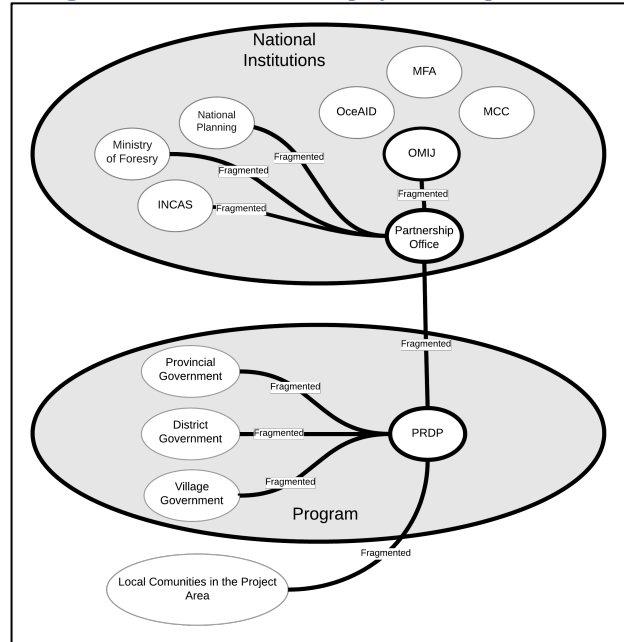 National
Institutions
MFA
OceAID
MCC
National
Planning
Ministry
of Foresry
OMIJ
Fragmented
Fragmented
Fragmented
INCAS
Fragmented
Partnership
Office
Fragmented
Provincial
Government
Fragmented
District
Government
Fragmented
PRDP
Village
Government
Fragmented
Program
Fragmented
Local Comunities in the Project
Area